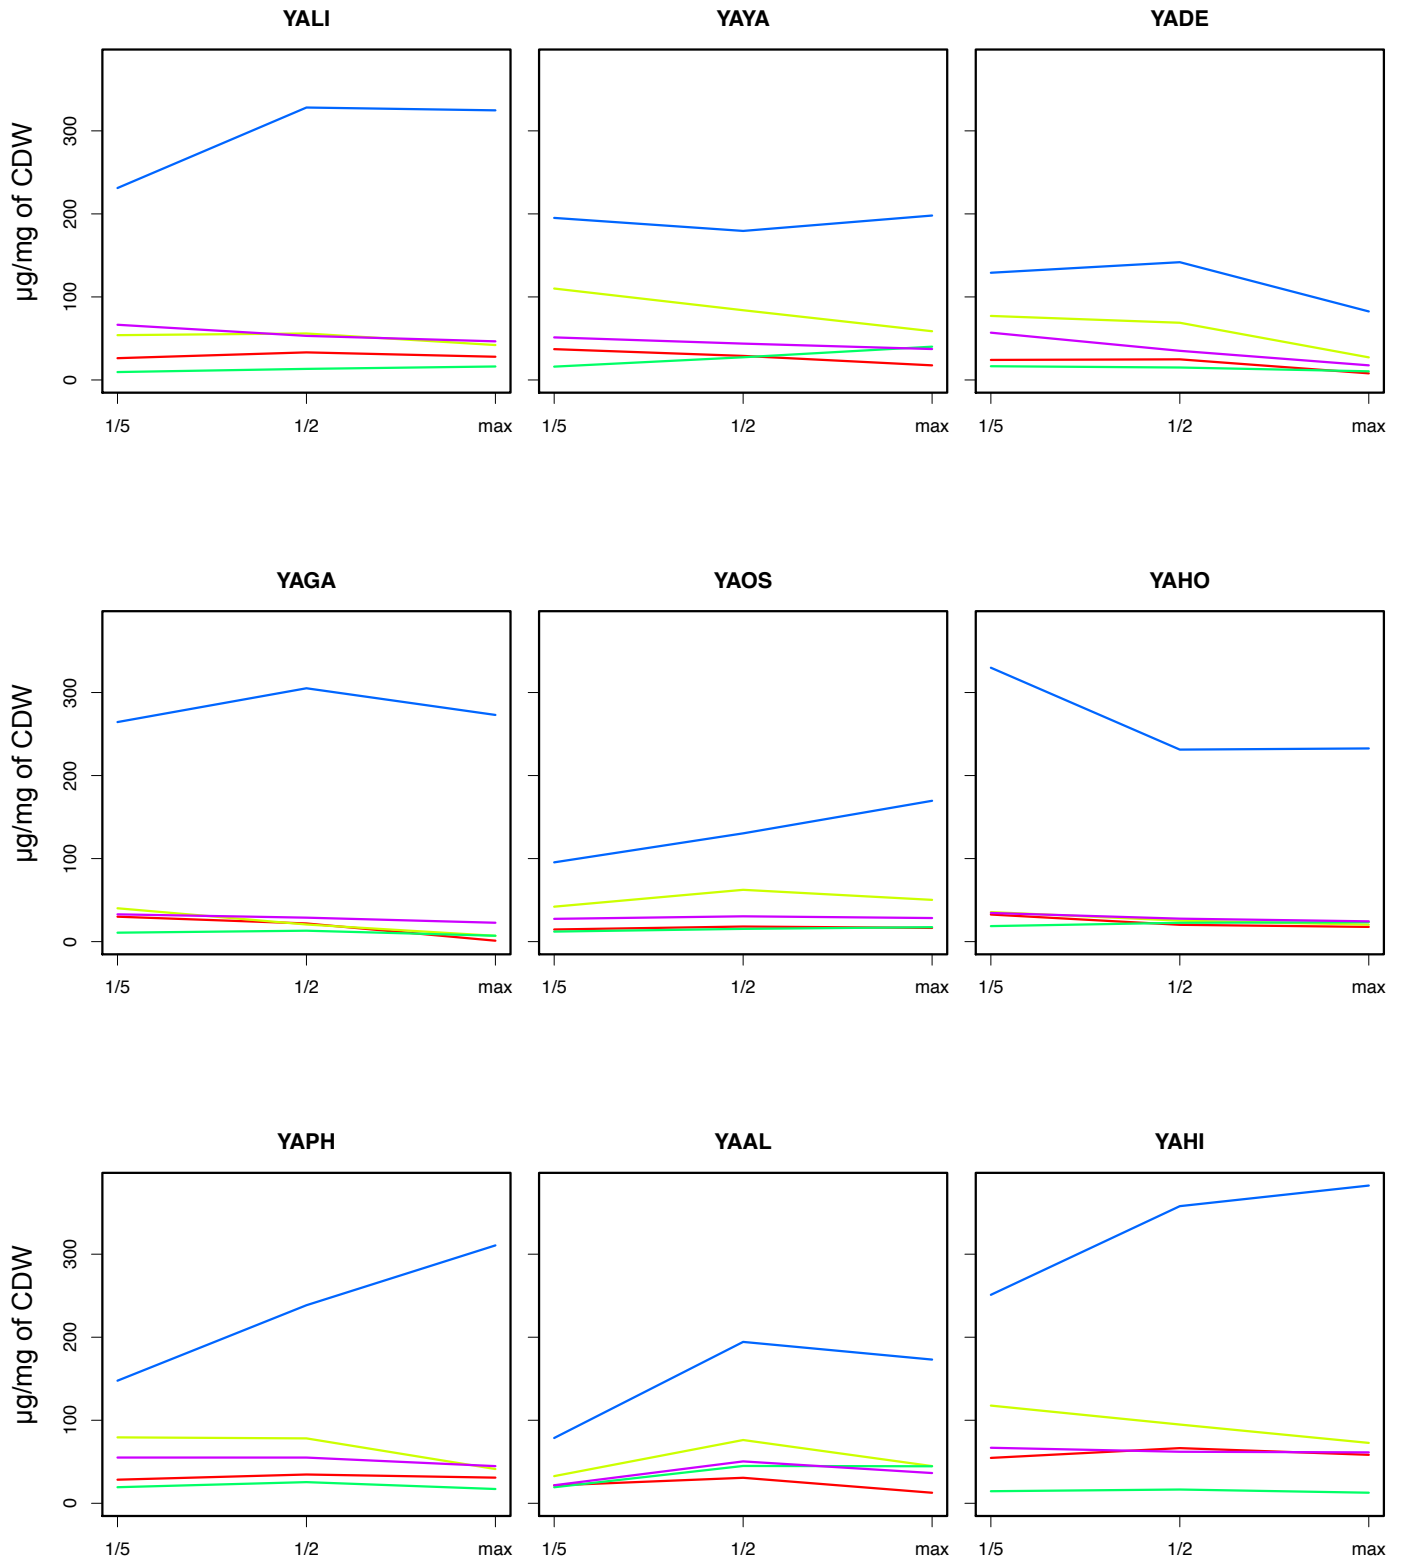 YALI YAYA YADE
µg/mg of CDW
300
200
100
0
1/5 1/2 max 1/5 1/2 max 1/5 1/2 max
YAGA YAOS YAHO
µg/mg of CDW
300
200
100
0
1/5 1/2 max 1/5 1/2 max 1/5 1/2 max
YAPH YAAL YAHI
µg/mg of CDW
300
200
100
0
1/5 1/2 max 1/5 1/2 max 1/5 1/2 max